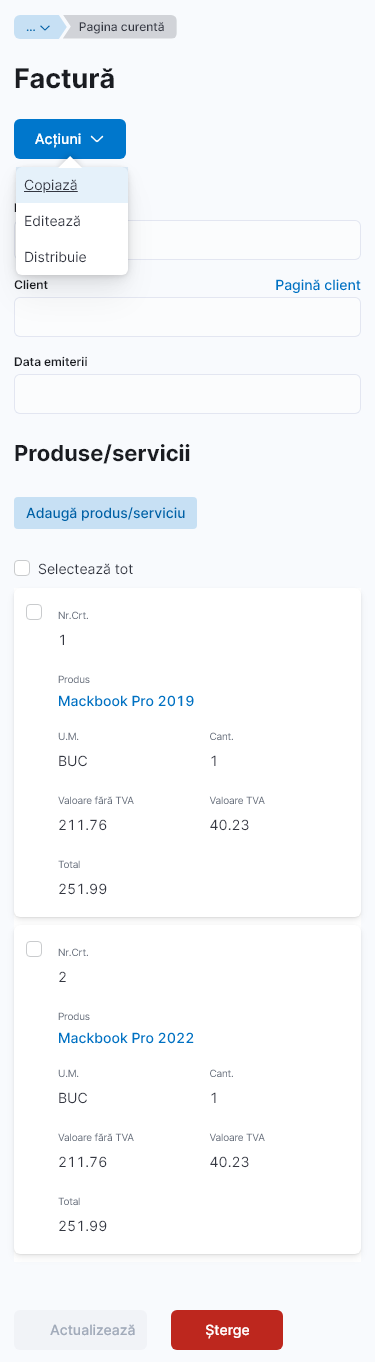 ... 
Pagina curentă
Factură
Acțiuni
Copiază
Editează
Distribuie
Client
Pagină client
Data emiterii
Produse/servicii
Adaugă produs/serviciu
Selectează tot
Nr.Crt.
1
Produs
Mackbook Pro 2019
U.M. Cant.
BUC 1
Valoare fără TVA Valoare TVA
211.76 40.23
Total
251.99
Nr.Crt.
2
Produs
Mackbook Pro 2022
U.M. Cant.
BUC 1
Valoare fără TVA Valoare TVA
211.76 40.23
Total
251.99
Actualizează Șterge